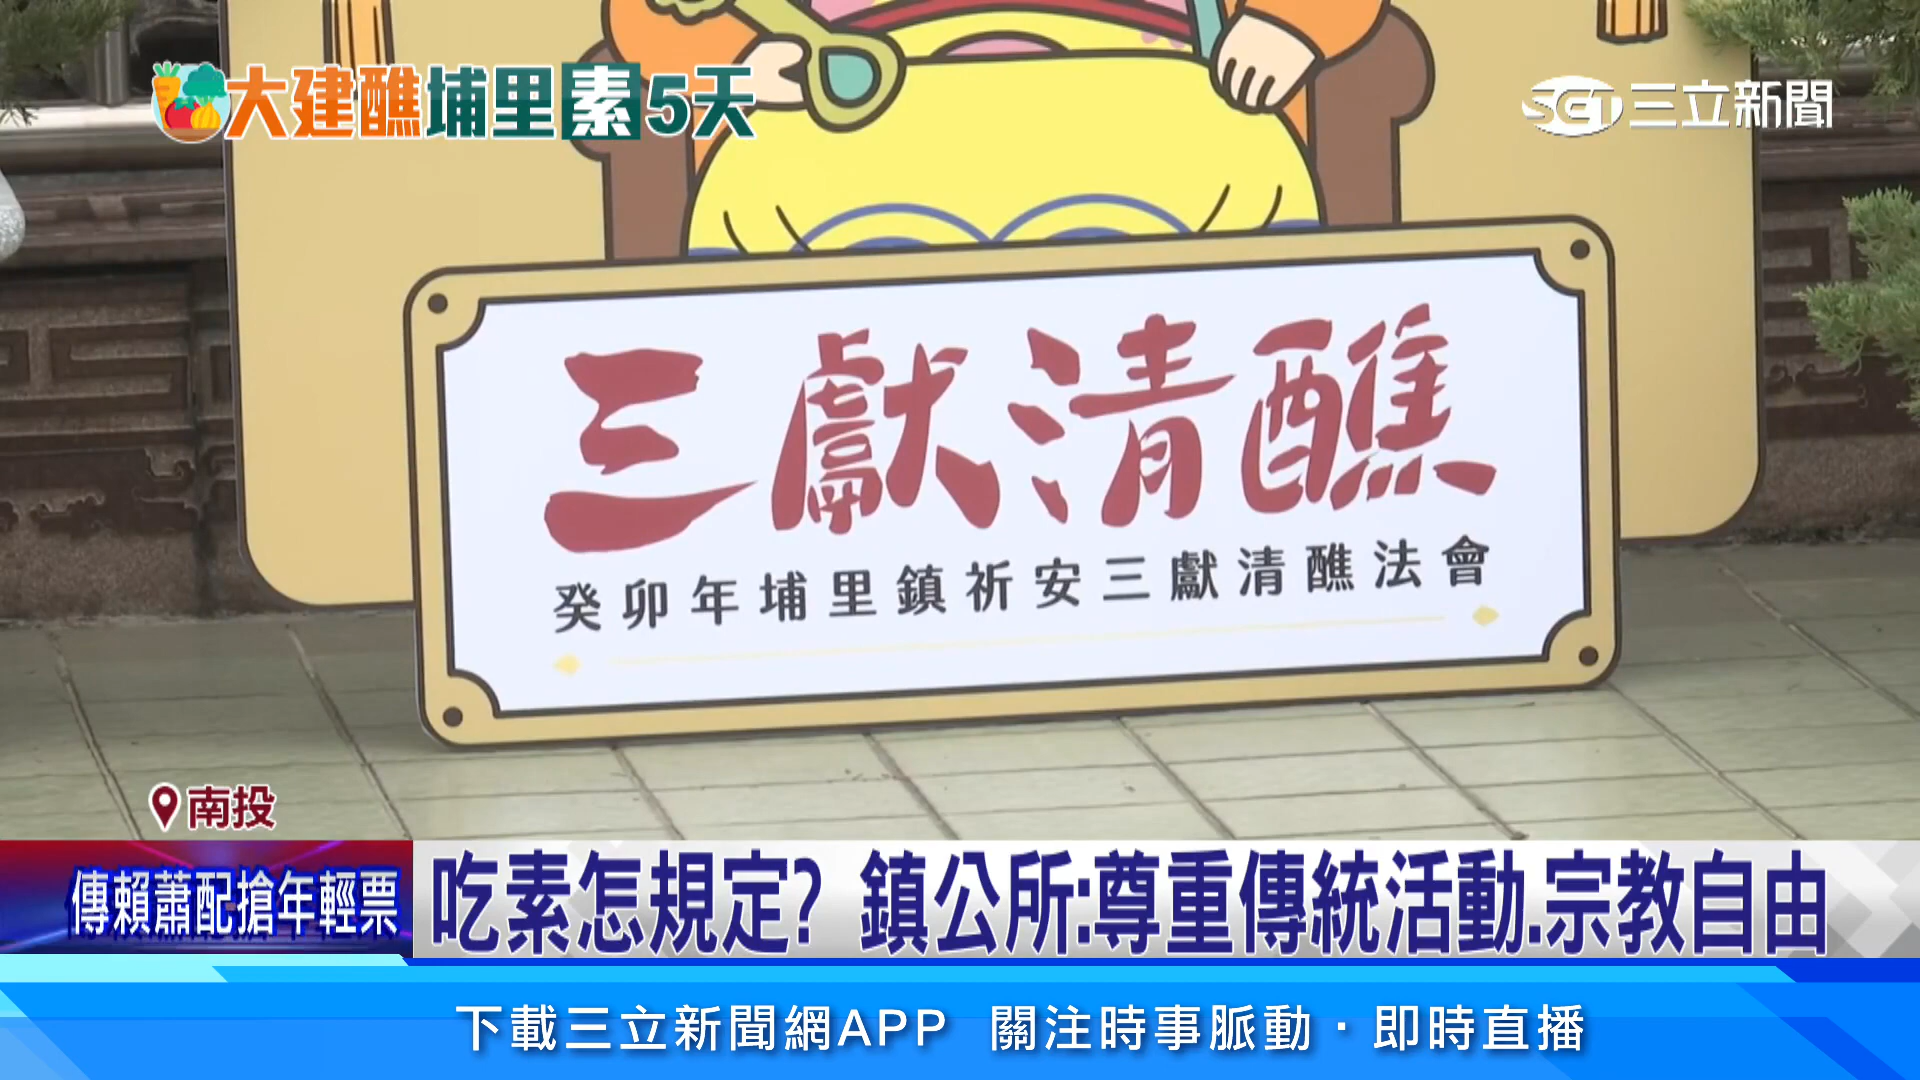 大建醮埔里素5天
SET三立新聞
三獻清醮
癸卯年埔里鎮祈安三獻清醮法會
南投
傳賴蕭配搶年輕票
吃素怎規定? 鎮公所:尊重傳統活動.宗教自由
下載三立新聞網APP 關注時事脈動·即時直播